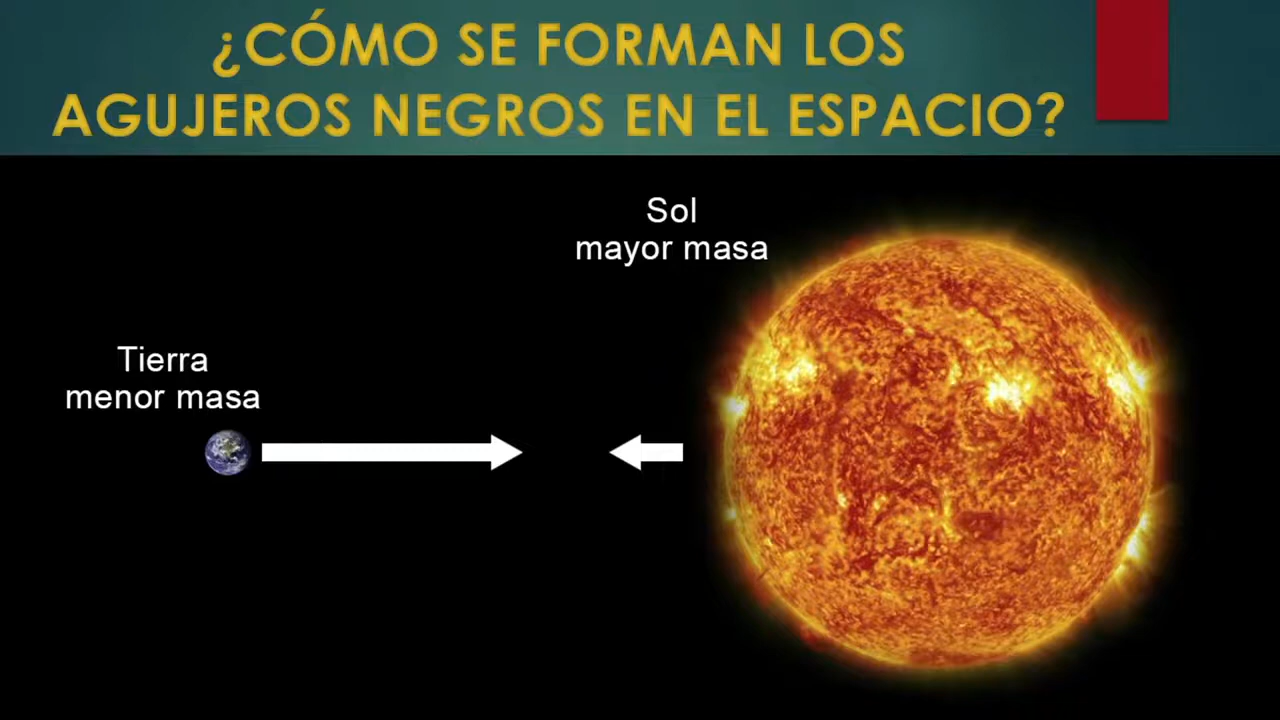 ¿CÓMO SE FORMAN LOS
AGUJEROS NEGROS EN EL ESPACIO?
Sol
mayor masa
Tierra
menor masa